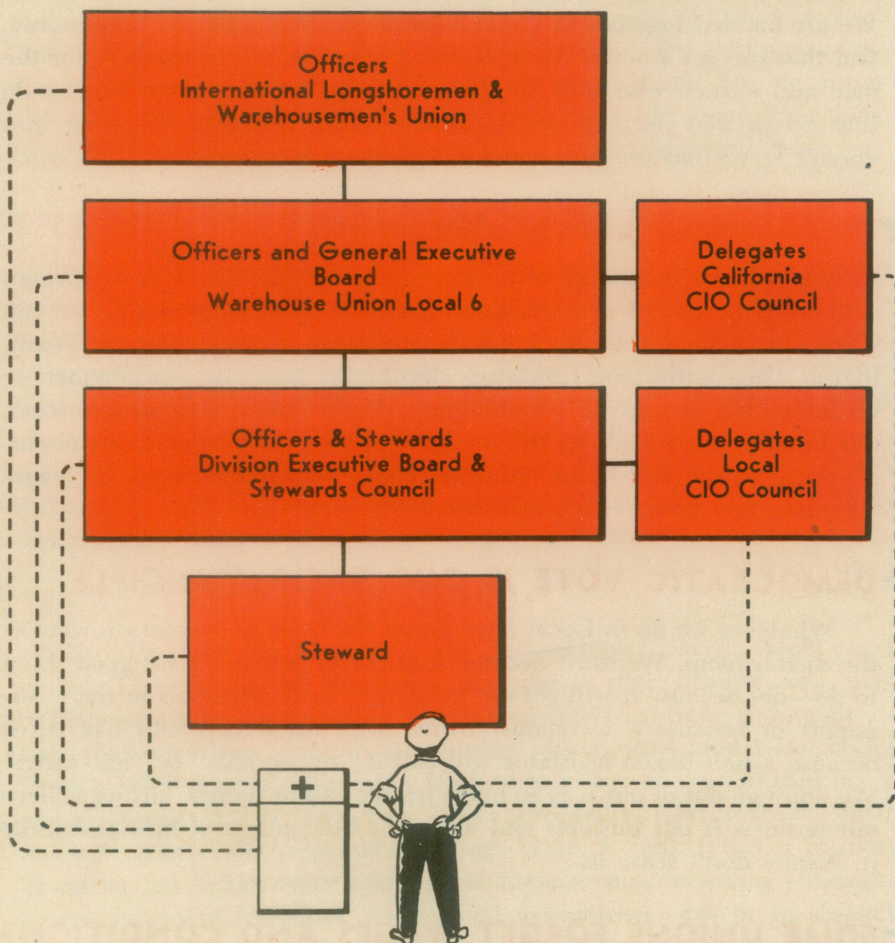 Officers
International Longshoremen &
Warehousemen's Union
Officers and General Executive
Board
Warehouse Union Local 6
Delegates
California
CIO Council
Officers & Stewards
Division Executive Board &
Stewards Council
Delegates
Local
CIO Council
Steward